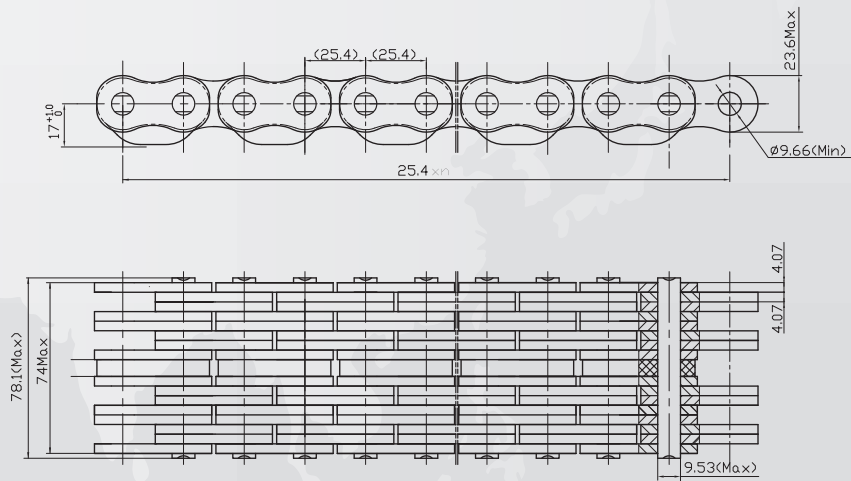 (25.4)
(25.4)
23.6Max
17 +1.0 0
Ø9.66(Min)
25.4xn
4.07
4.07
78.1(Max)
74Max
9.53(Max)